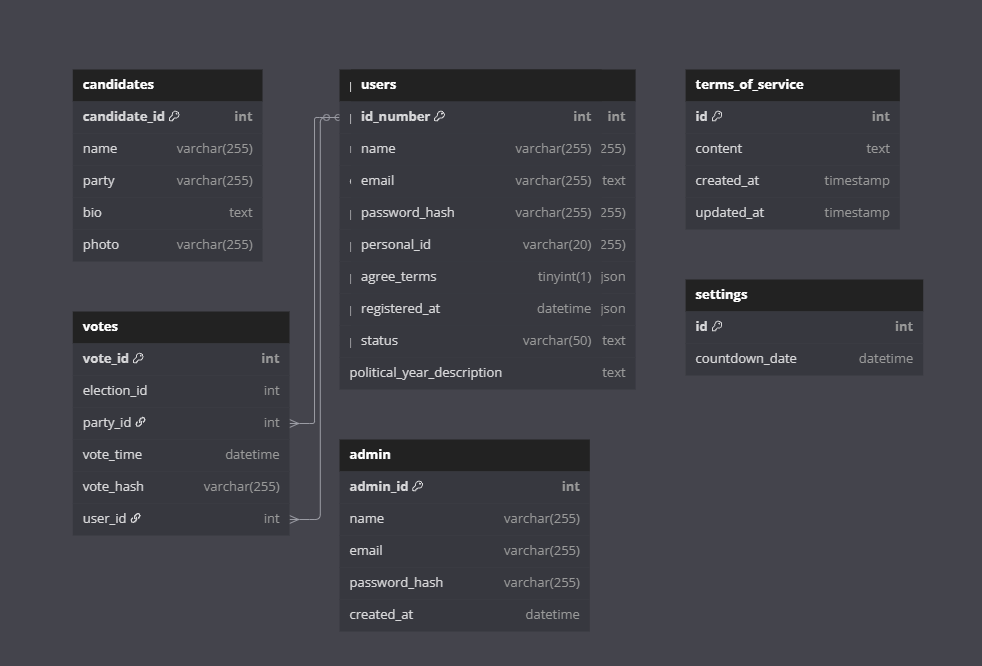 candidates
candidate_id int
name varchar(255)
party varchar(255)
bio text
photo varchar(255)
votes
vote_id int
election_id int
party_id int
vote_time datetime
vote_hash varchar(255)
user_id int
users
id_number int int
name varchar(255) 255)
email varchar(255) text
password_hash varchar(255) 255)
personal_id varchar(20) 255)
agree_terms tinyint(1) json
registered_at datetime json
status varchar(50) text
political_year_description text
admin
admin_id int
name varchar(255)
email varchar(255)
password_hash varchar(255)
created_at datetime
terms_of_service
id int
content text
created_at timestamp
updated_at timestamp
settings
id int
countdown_date datetime